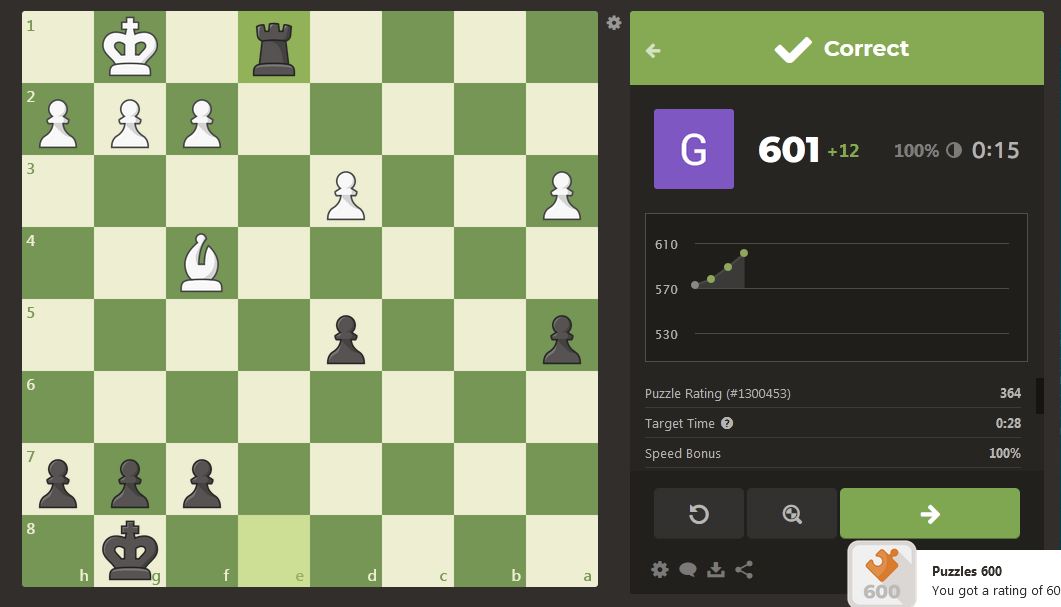 1
2
3
4
5
6
7
8
h
g
f
e
d
c
b
a
Correct
G
601 +12 100% 0:15
610
570
530
Puzzle Rating (#1300453) 364
Target Time ? 0:28
Speed Bonus 100%
600
Puzzles 600
You got a rating of 60